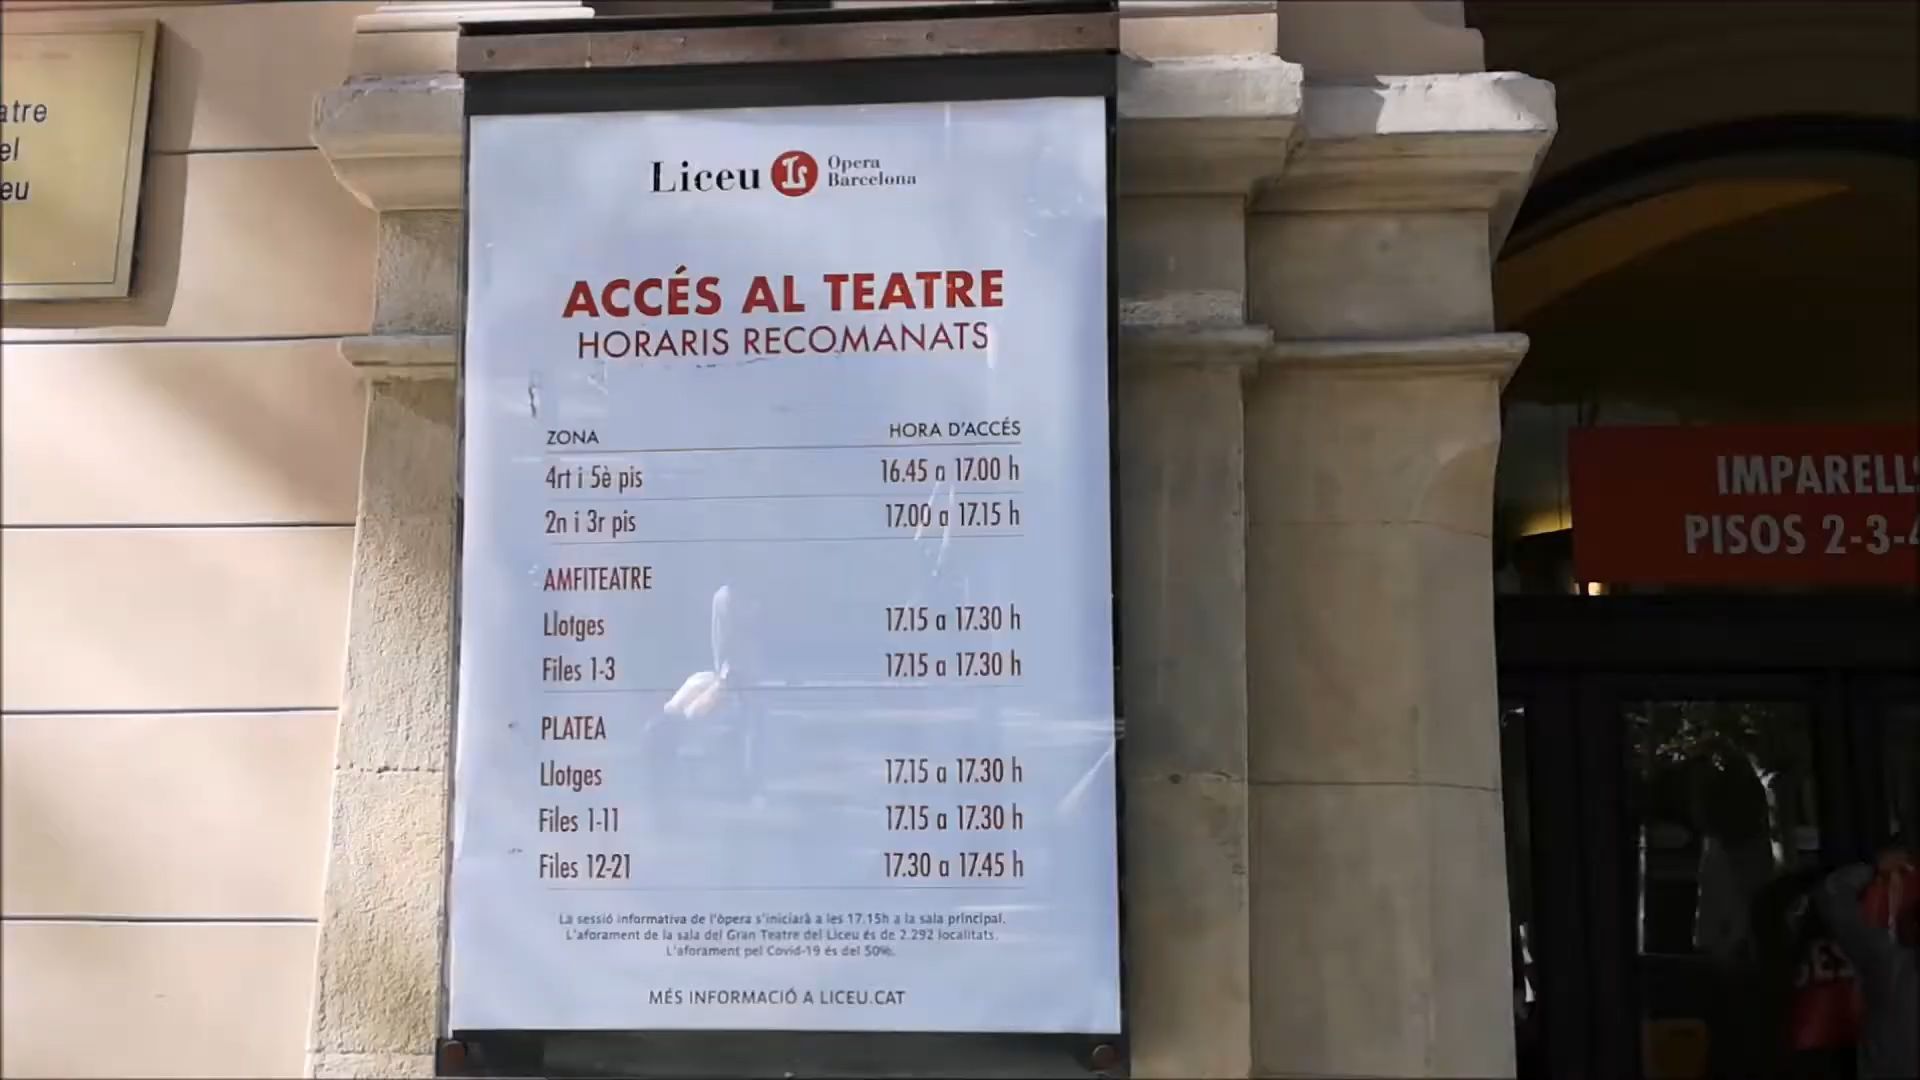 atre
el
eu
Liceu
Opera
Barcelona
ACCÉS AL TEATRE
HORARIS RECOMANATS
ZONA HORA D'ACCÉS
4rt i 5è pis 16.45 a 17.00 h
2n i 3r pis 17.00 a 17.15 h
AMFITEATRE
Llotges 17.15 a 17.30 h
Files 1-3 17.15 a 17.30 h
PLATEA
Llotges 17.15 a 17.30 h
Files 1-11 17.15 a 17.30 h
Files 12-21 17.30 a 17.45 h
La sessió informativa de l'òpera s'iniciarà a les 17.15h a la sala principal.
L'aforament de la sala del Gran Teatre del Liceu és de 2.292 localitats.
L'aforament pel Covid-19 és del 50%.
MÉS INFORMACIÓ A LICEU.CAT
IMPARELLS
PISOS 2-3-4